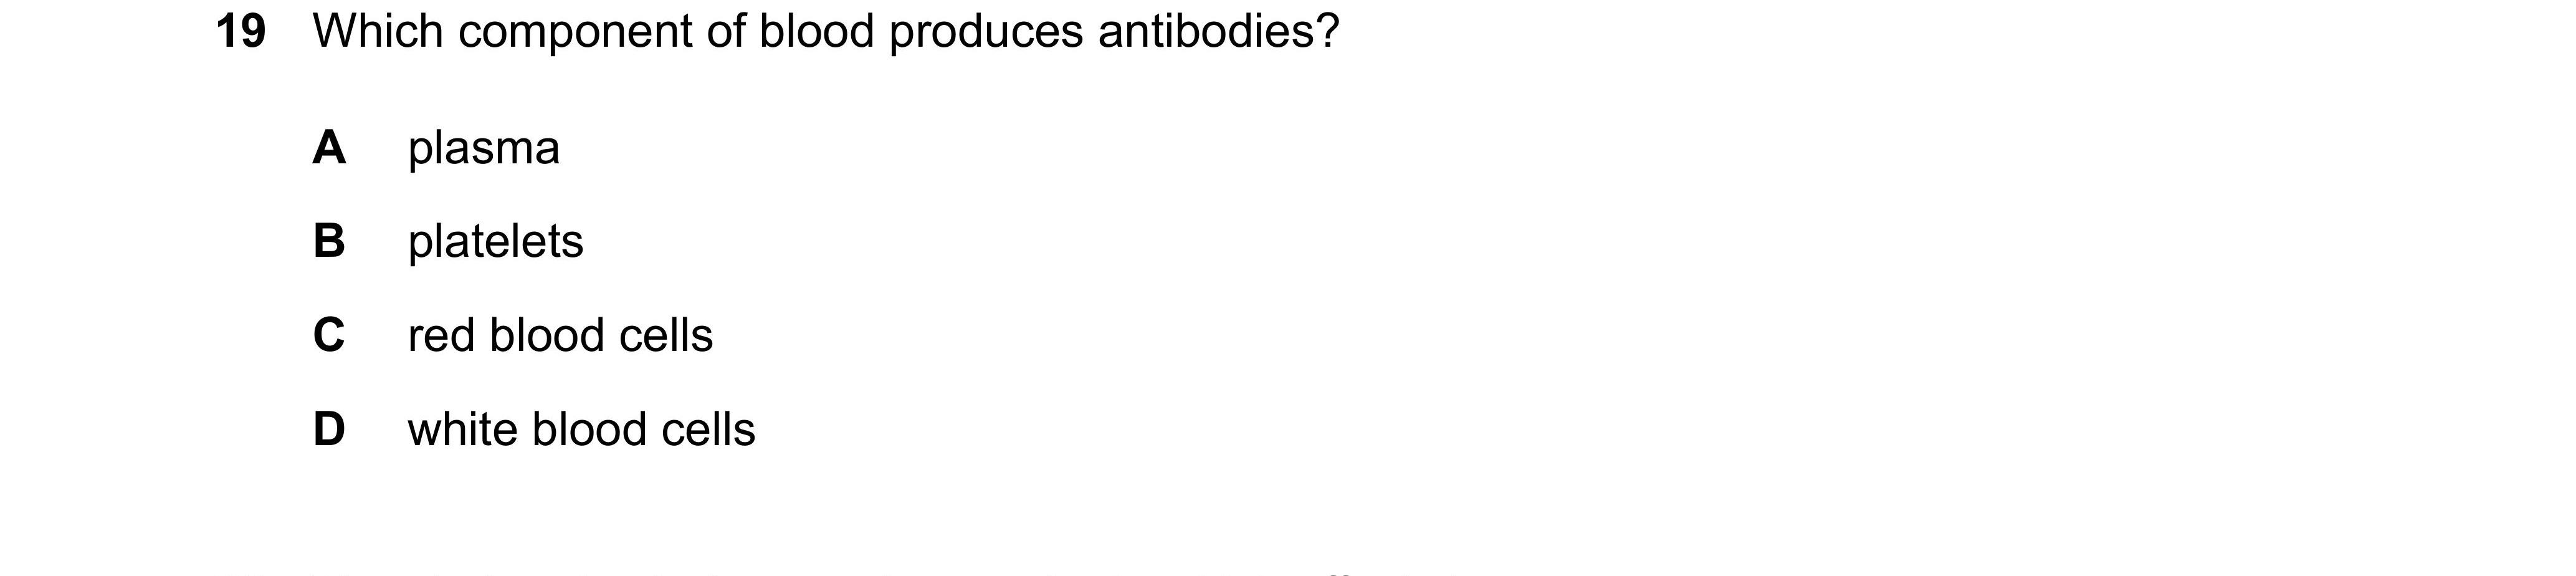 19 Which component of blood produces antibodies?
A plasma
B platelets
C red blood cells
D white blood cells